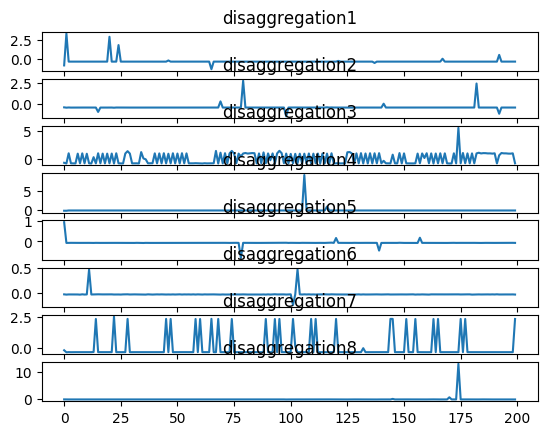 disaggregation1
2.5
0.0
disaggregation2
2.5
0.0
disaggregation3
5
0
disaggregation4
5
0
disaggregation5
1
0
disaggregation6
0.5
0.0
disaggregation7
2.5
0.0
disaggregation8
10
0
0 25 50 75 100 125 150 175 200